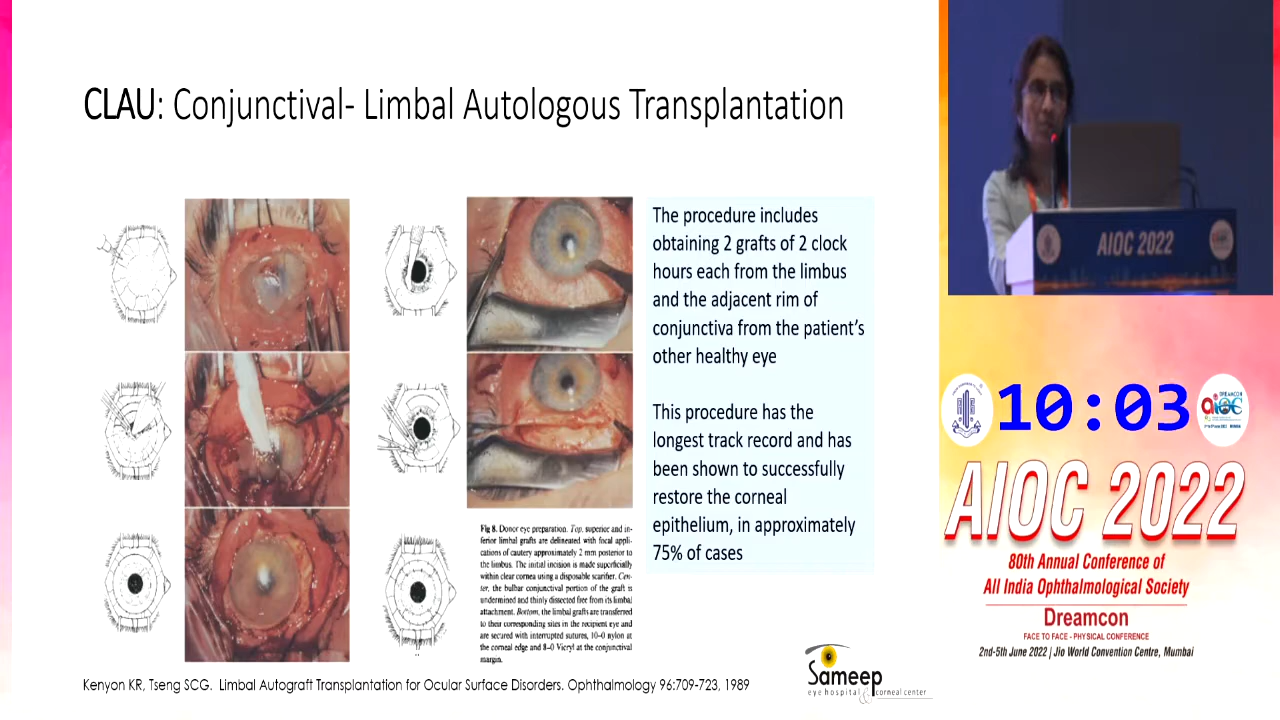 CLAU: Conjunctival- Limbal Autologous Transplantation
The procedure includes
obtaining 2 grafts of 2 clock
hours each from the limbus
and the adjacent rim of
conjunctiva from the patient's
other healthy eye
This procedure has the
longest track record and has
been shown to successfully
restore the corneal
epithelium, in approximately
75% of cases
Fig 8. Donor eye preparation. Top, superior and in-
ferior limbal grafts are delineated with focal appli-
cations of cautery approximately 2 mm posterior to
the limbus. The initial incision is made superficially
within clear cornea using a disposable scarifier. Cen-
ter, the bulbar conjunctival portion of the graft is
undermined and thinly dissected free from its limbal
attachment. Bottom, the limbal grafts are transferred
to their corresponding sites in the recipient eye and
are secured with interrupted sutures, 10-0 nylon at
the corneal edge and 8-0 Vicryl at the conjunctival
margin.
Kenyon KR, Tseng SCG. Limbal Autograft Transplantation for Ocular Surface Disorders. Ophthalmology 96:709-723, 1989
Sameep
eye hospital & corneal center
AIOC 2022
10:03
AIOC 2022
80th Annual Conference of
All India Ophthalmological Society
Dreamcon
FACE TO FACE - PHYSICAL CONFERENCE
2nd-5th June 2022 | Jio World Convention Centre, Mumbai